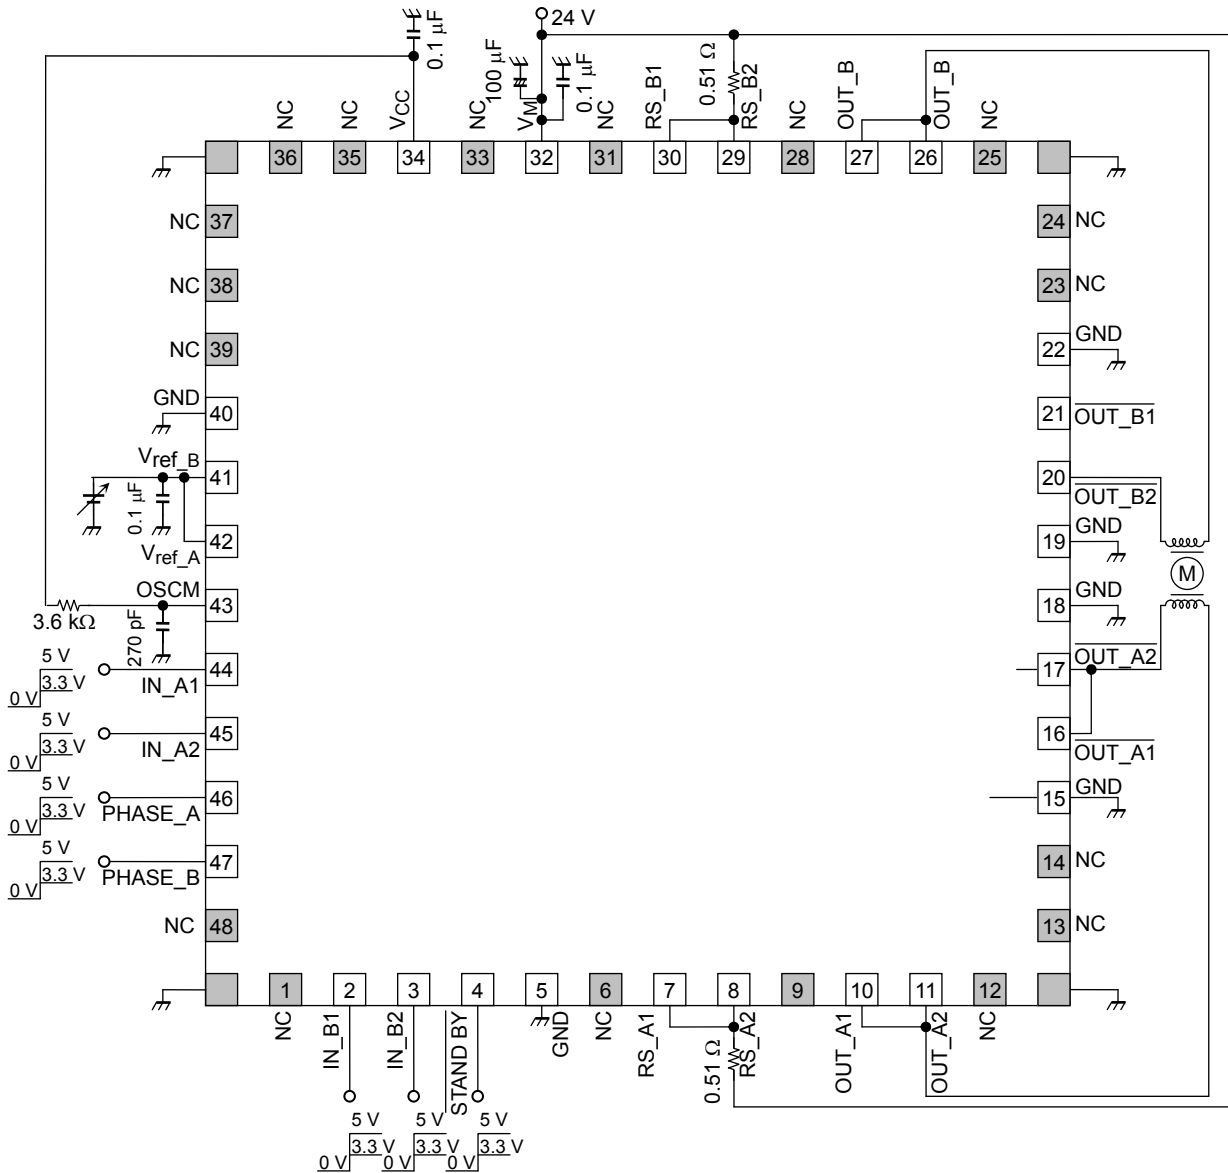 24 V
0.1 μF
100 μF
0.1 μF
0.51 Ω
NC
NC
VCC
NC
VM
NC
RS_B1
RS_B2
NC
OUT_B
OUT_B
NC
36
35
34
33
32
31
30
29
28
27
26
25
NC 37
24 NC
NC 38
23 NC
NC 39
22 GND
GND 40
21 OUT_B1
Vref_B 41
20 OUT_B2
0.1 μF
Vref_A 42
19 GND
M
OSCM 43
18 GND
3.6 kΩ
270 pF
5 V
3.3 V
0 V
IN_A1 44
17 OUT_A2
5 V
3.3 V
0 V
IN_A2 45
16 OUT_A1
5 V
3.3 V
0 V
PHASE_A 46
15 GND
5 V
3.3 V
0 V
PHASE_B 47
14 NC
NC 48
13 NC
1
2
3
4
5
6
7
8
9
10
11
12
NC
IN_B1
IN_B2
STAND BY
GND
NC
RS_A1
RS_A2
0.51 Ω
OUT_A1
OUT_A2
NC
5 V
3.3 V
0 V
5 V
3.3 V
0 V
5 V
3.3 V
0 V